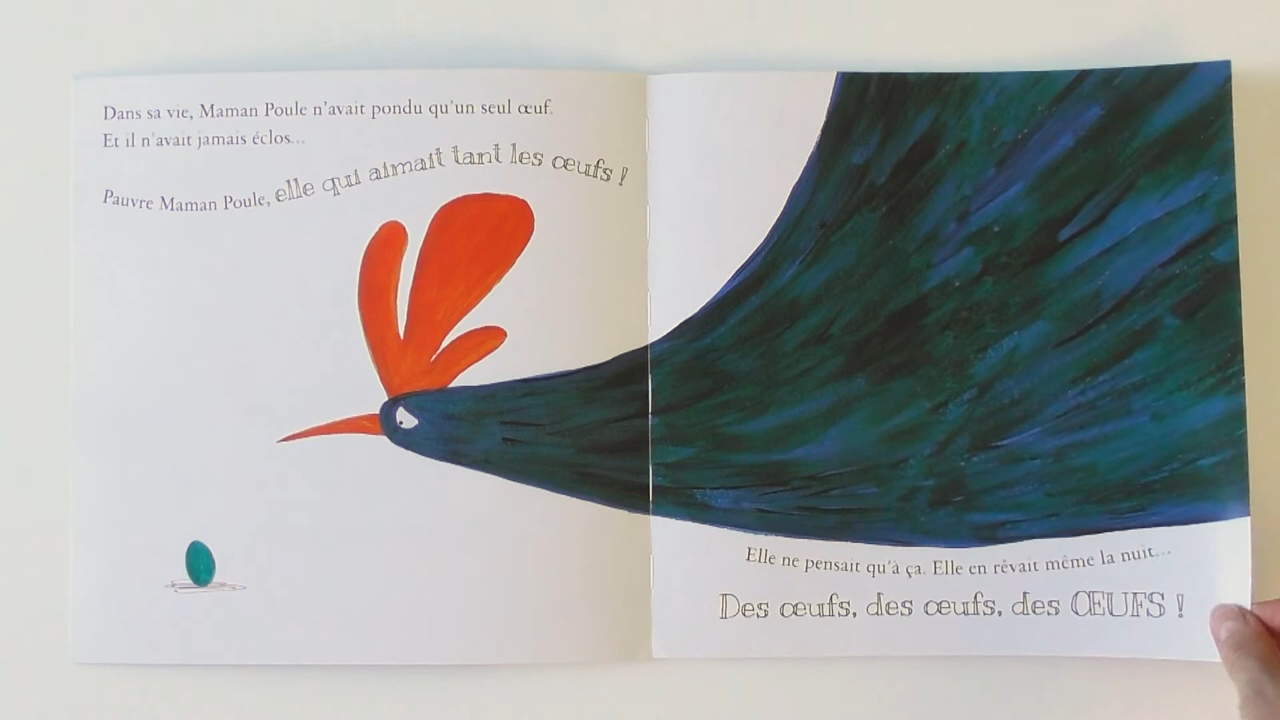 Dans sa vie, Maman Poule n'avait pondu qu'un seul œuf.
Et il n'avait jamais éclos...
Pauvre Maman Poule, elle qui aimait tant les œufs !
Elle ne pensait qu'à ça. Elle en rêvait même la nuit...
Des œufs, des œufs, des ŒUFS !